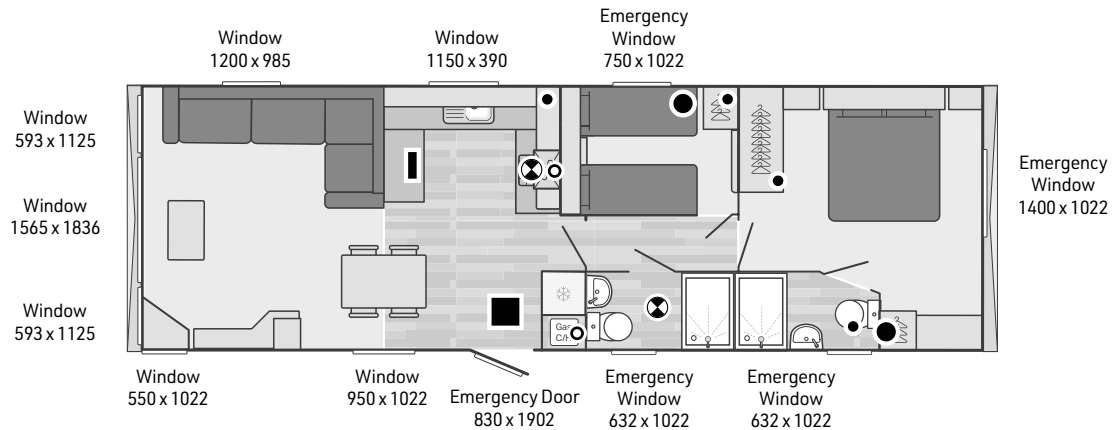 Window
1200 x 985
Window
1150 x 390
Emergency
Window
750 x 1022
Window
593 x 1125
Window
1565 x 1836
Window
593 x 1125
Emergency
Window
1400 x 1022
Gas
C/H
Window
550 x 1022
Window
950 x 1022
Emergency Door
830 x 1902
Emergency
Window
632 x 1022
Emergency
Window
632 x 1022